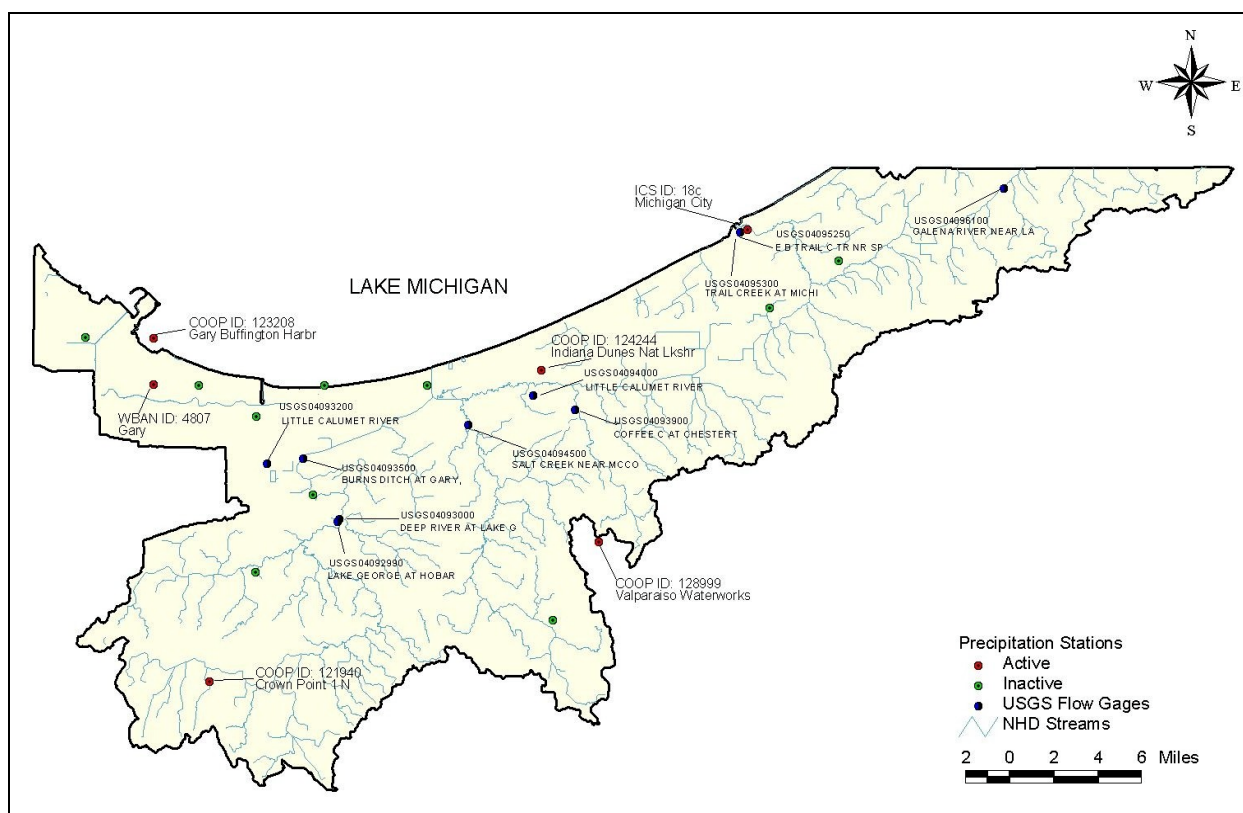 N
W
E
S
ICS ID: 18c
Michigan City
USGS04096100
GALENA RIVER NEAR LA
USGS04095250
E B TRAIL C TR NR SP
USGS04095300
TRAIL CREEK AT MICHI
LAKE MICHIGAN
COOP ID: 123208
Gary Buffington Harbr
COOP ID: 124244
Indiana Dunes Nat Lkshr
USGS04094000
LITTLE CALUMET RIVER
WBAN ID: 4807
Gary
USGS04093200
LITTLE CALUMET RIVER
USGS04093900
COFFEE C AT CHESTERT
USGS04094500
SALT CREEK NEAR MCCO
USGS04093500
BURNS DITCH AT GARY,
USGS04093000
DEEP RIVER AT LAKE G
USGS04092990
LAKE GEORGE AT HOBAR
COOP ID: 128999
Valparaiso Waterworks
COOP ID: 121940
Crown Point 1 N
Precipitation Stations
Active
Inactive
USGS Flow Gages
NHD Streams
2 0 2 4 6 Miles